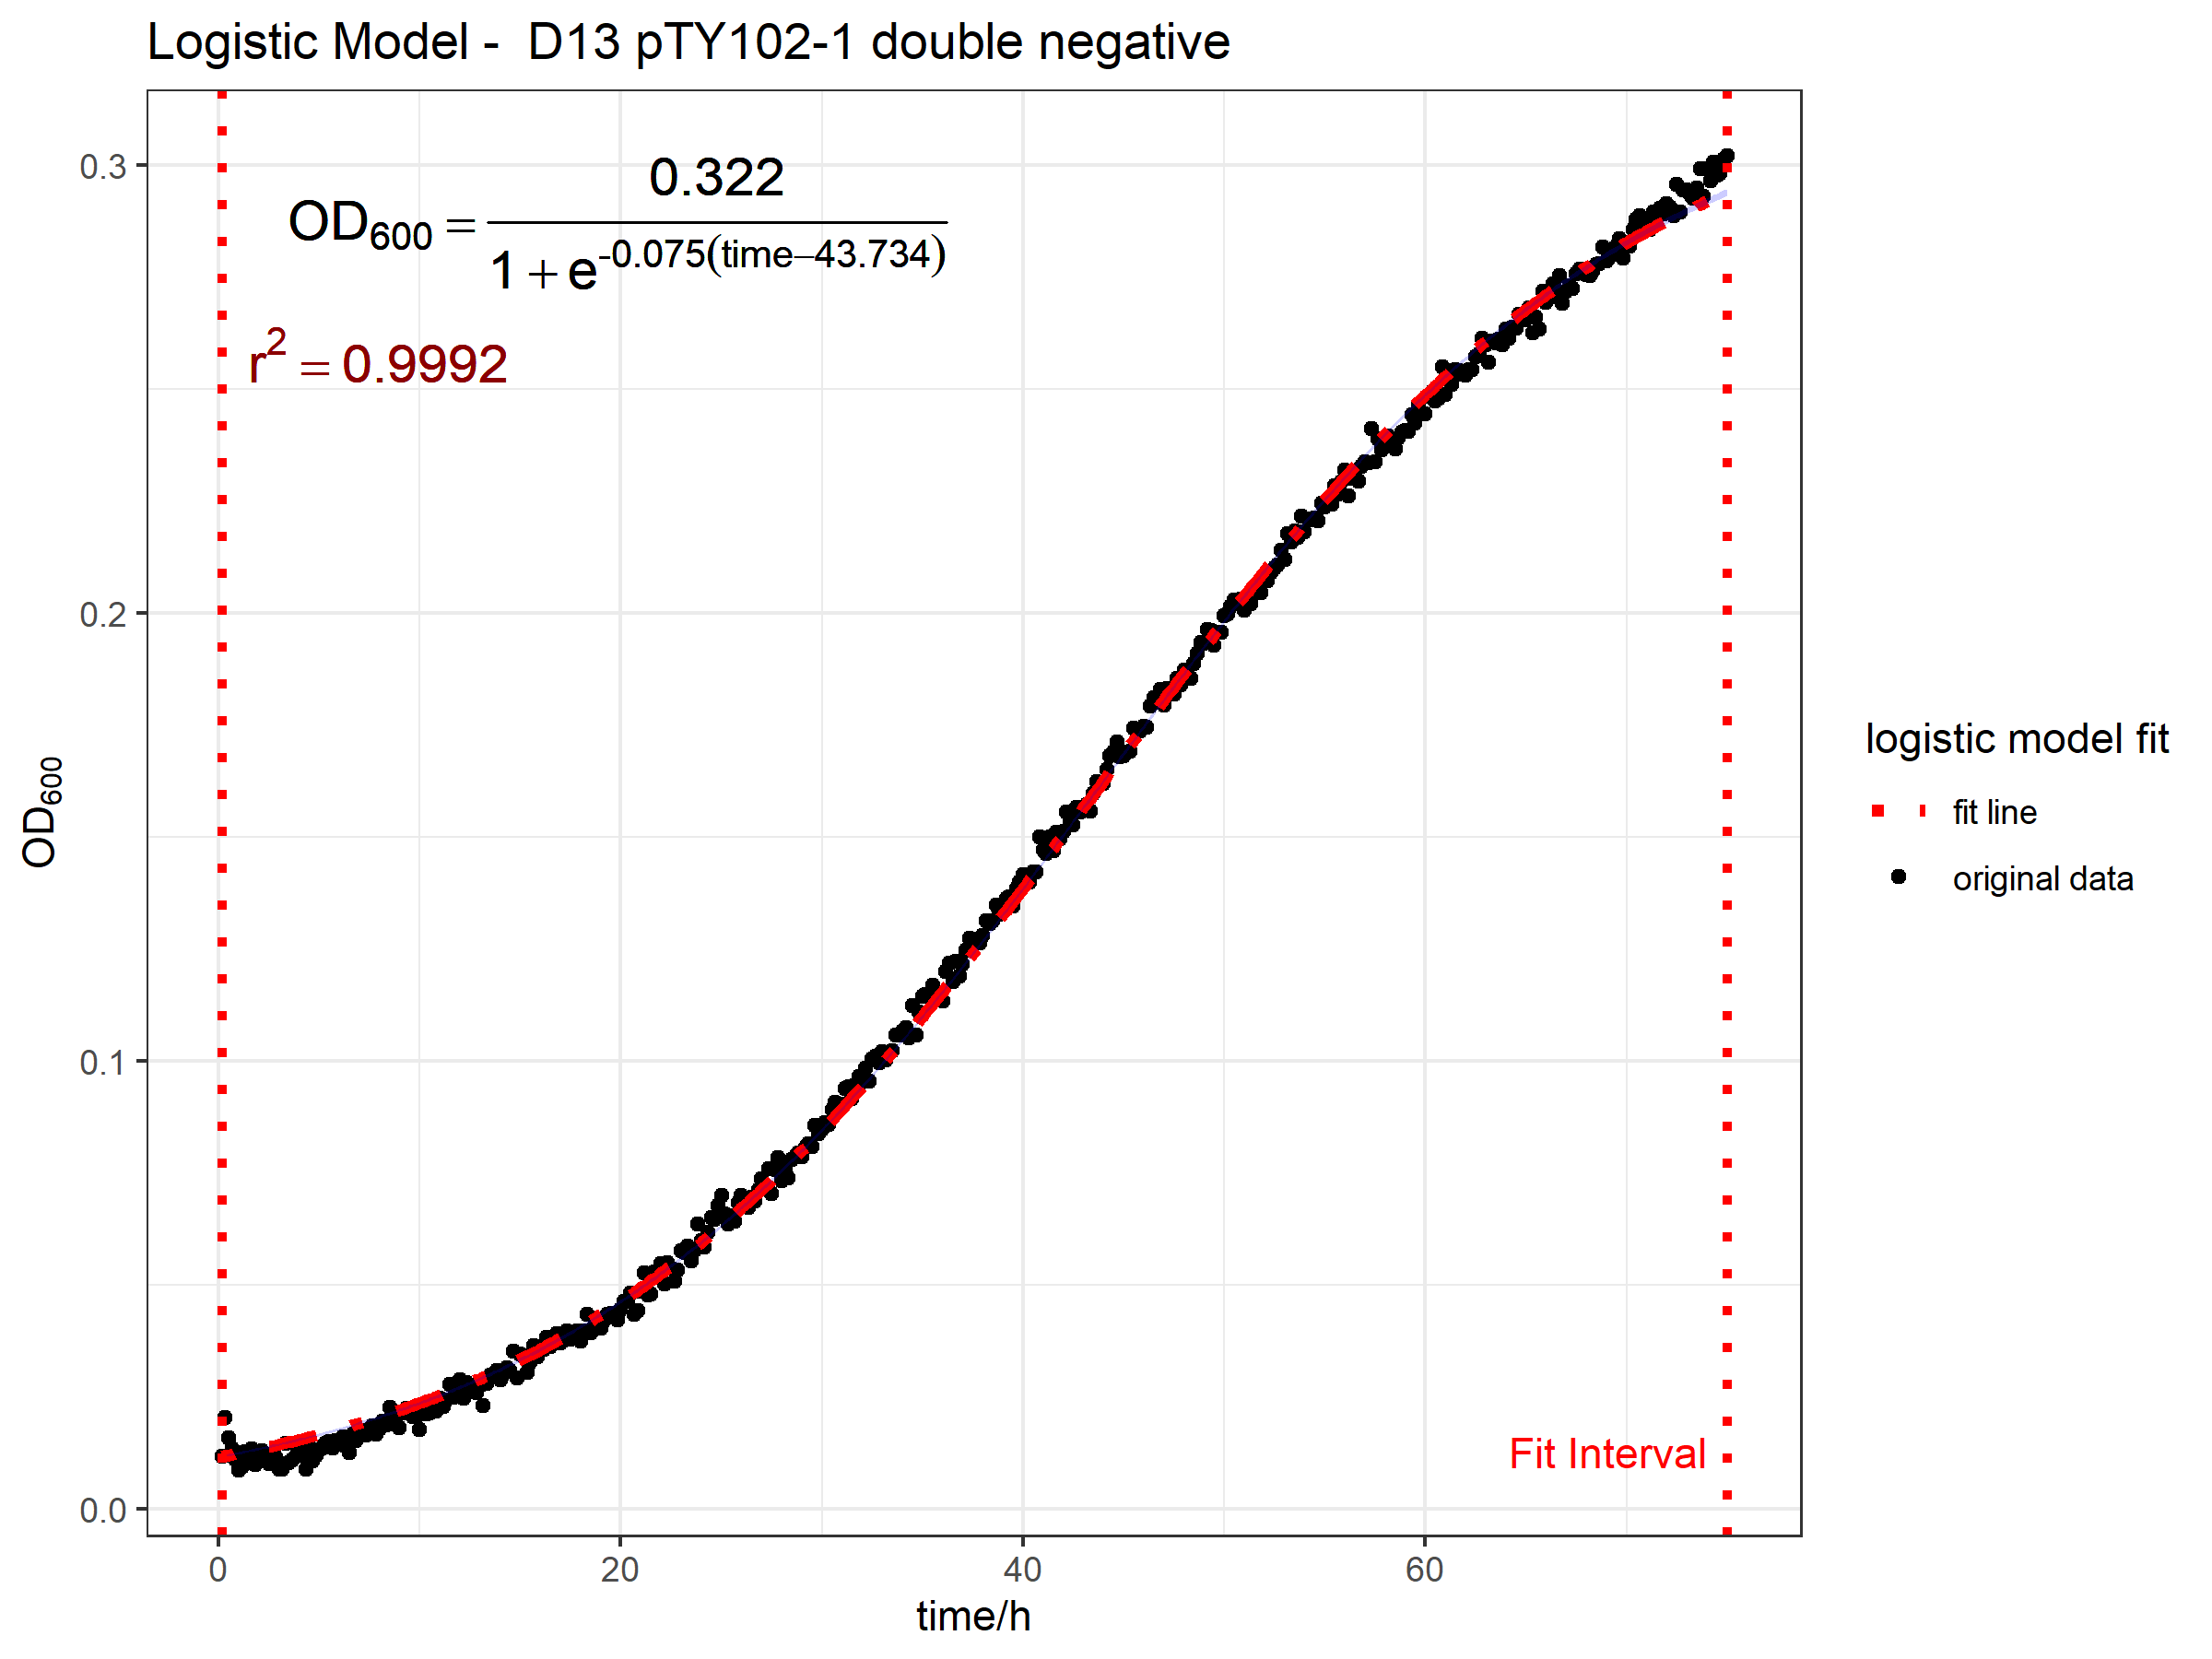 Logistic Model -  D13 pTY102-1 double negative
OD₆₀₀ = 0.322 / (1 + e^-0.075(time−43.734))
r² = 0.9992
0.3
0.2
0.1
0.0
OD₆₀₀
0 20 40 60
time/h
Fit Interval
logistic model fit
fit line
original data